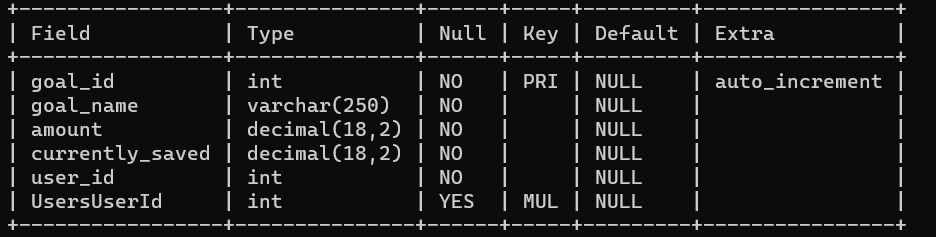 +-----------------+---------------+------+-----+---------+----------------+
| Field           | Type          | Null | Key | Default | Extra          |
+-----------------+---------------+------+-----+---------+----------------+
| goal_id         | int           | NO   | PRI | NULL    | auto_increment |
| goal_name       | varchar(250)  | NO   |     | NULL    |                |
| amount          | decimal(18,2) | NO   |     | NULL    |                |
| currently_saved | decimal(18,2) | NO   |     | NULL    |                |
| user_id         | int           | NO   |     | NULL    |                |
| UsersUserId     | int           | YES  | MUL | NULL    |                |
+-----------------+---------------+------+-----+---------+----------------+